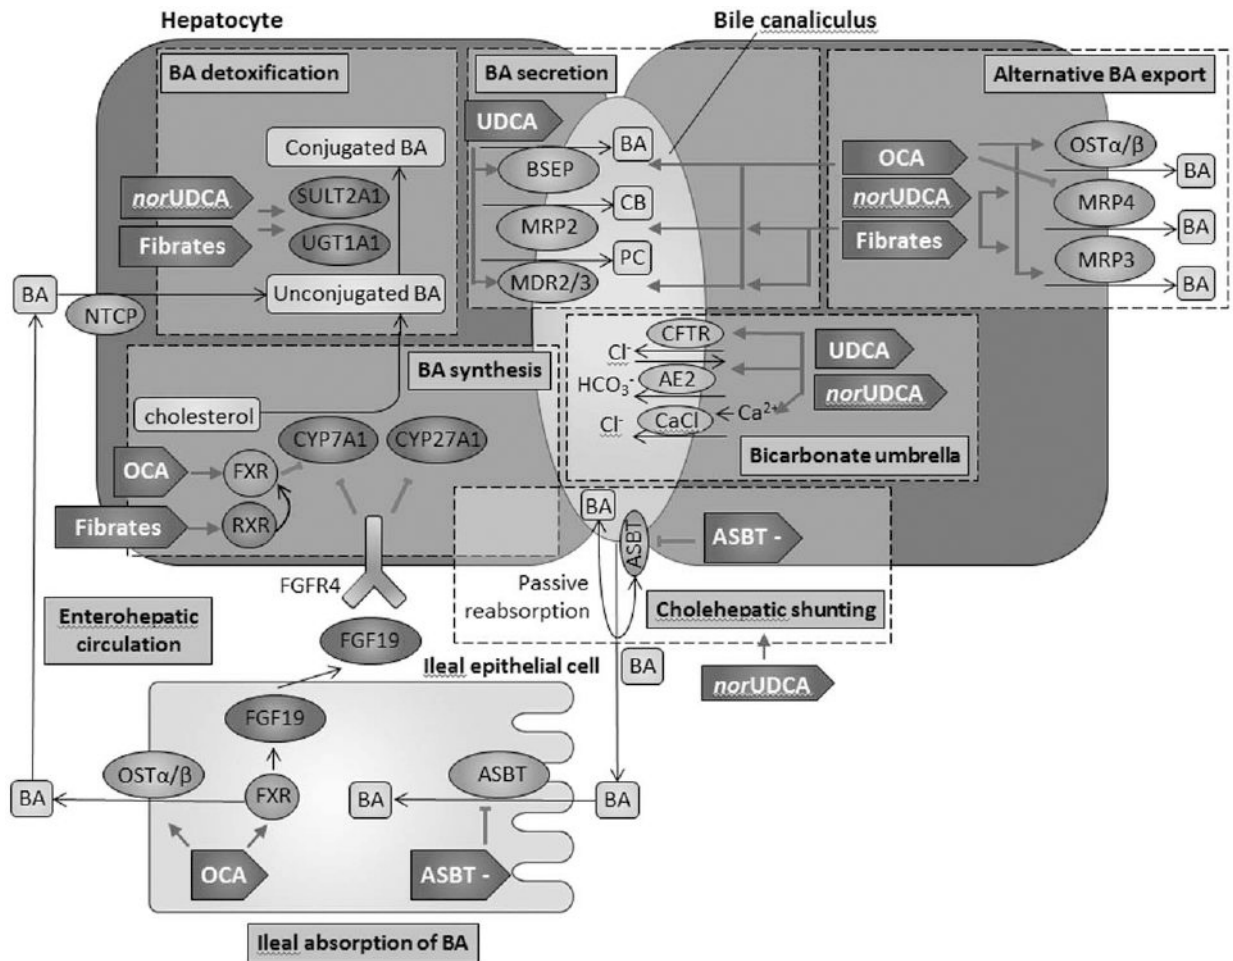 Hepatocyte
Bile canaliculus
BA detoxification
BA secretion
Alternative BA export
UDCA
Conjugated BA
BA
BSEP
OCA
OSTα/β
BA
norUDCA
SULT2A1
CB
norUDCA
MRP4
MRP2
Fibrates
UGT1A1
PC
Fibrates
BA
MRP3
BA
Unconjugated BA
MDR2/3
BA
NTCP
CFTR
Cl-
UDCA
BA synthesis
HCO3-
AE2
norUDCA
cholesterol
Cl-
CaCl
Ca2+
CYP7A1
CYP27A1
Bicarbonate umbrella
OCA
FXR
BA
Fibrates
RXR
ASBT
ASBT -
FGFR4
Passive
reabsorption
Cholehepatic shunting
Enterohepatic
circulation
FGF19
Ileal epithelial cell
BA
norUDCA
FGF19
OSTα/β
ASBT
BA
FXR
BA
BA
OCA
ASBT -
Ileal absorption of BA